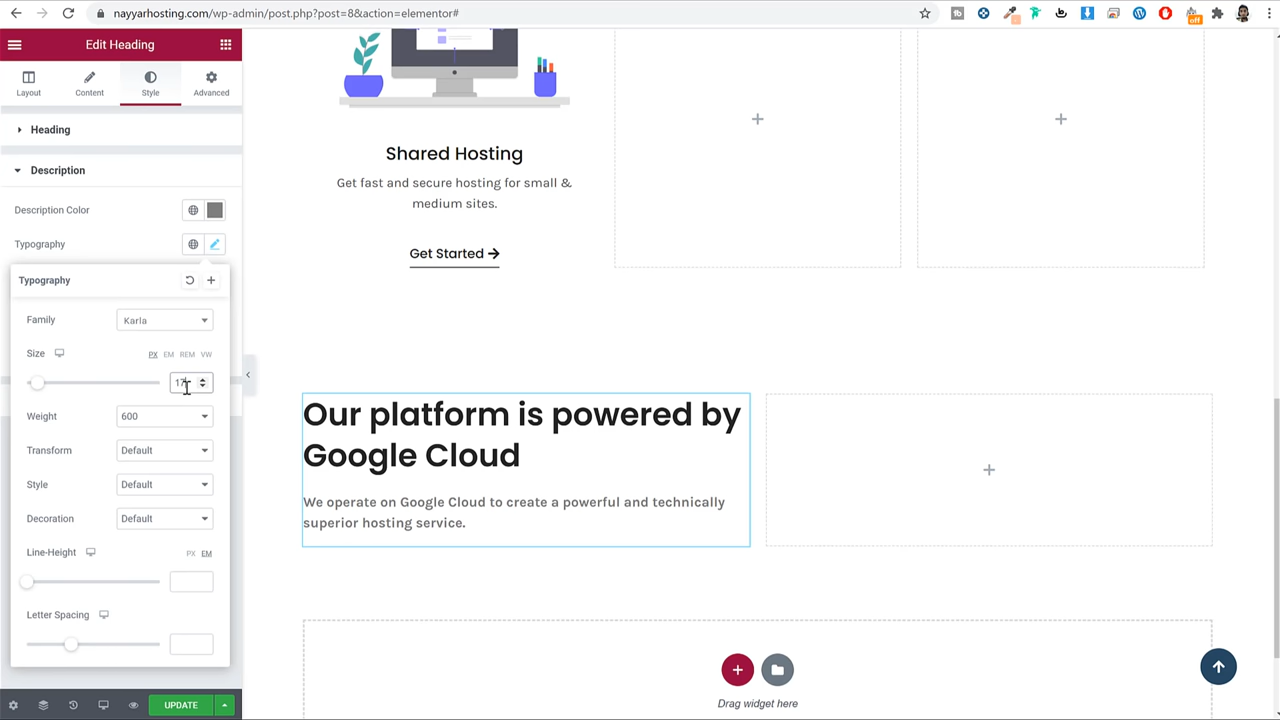 nayyarhosting.com/wp-admin/post.php?post=8&action=elementor#
off
Edit Heading
Layout
Content
Style
Advanced
Heading
Description
Description Color
Typography
Typography
Family
Karla
Size
PX EM REM VW
17
Weight
600
Transform
Default
Style
Default
Decoration
Default
Line-Height
PX EM
Letter Spacing
UPDATE
Shared Hosting
Get fast and secure hosting for small &
medium sites.
Get Started
Our platform is powered by
Google Cloud
We operate on Google Cloud to create a powerful and technically
superior hosting service.
Drag widget here